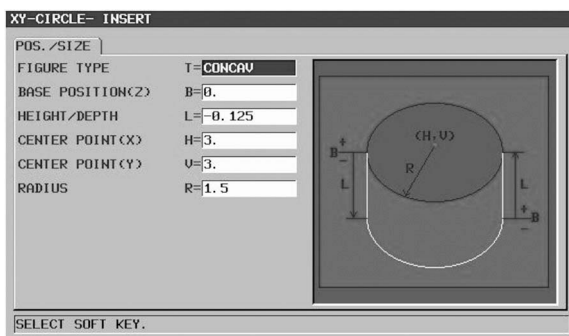 XY-CIRCLE- INSERT
POS./SIZE
FIGURE TYPE T=CONCAV
BASE POSITION(Z) B=0.
HEIGHT/DEPTH L=-0.125
CENTER POINT(X) H=3.
CENTER POINT(Y) V=3.
RADIUS R=1.5
(H,V)
+
B
-
R
L
L
+
B
-
SELECT SOFT KEY.